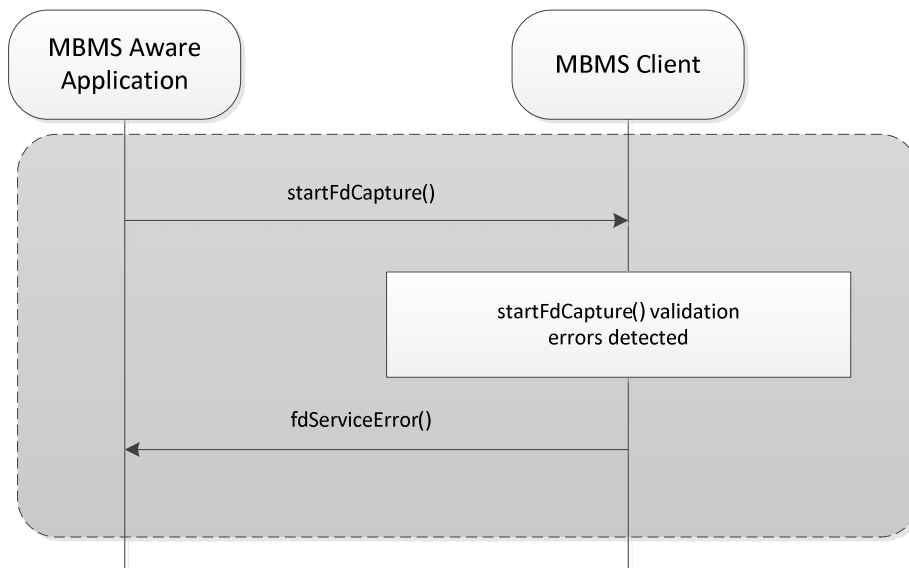 MBMS Aware
Application
MBMS Client
startFdCapture()
startFdCapture() validation
errors detected
fdServiceError()